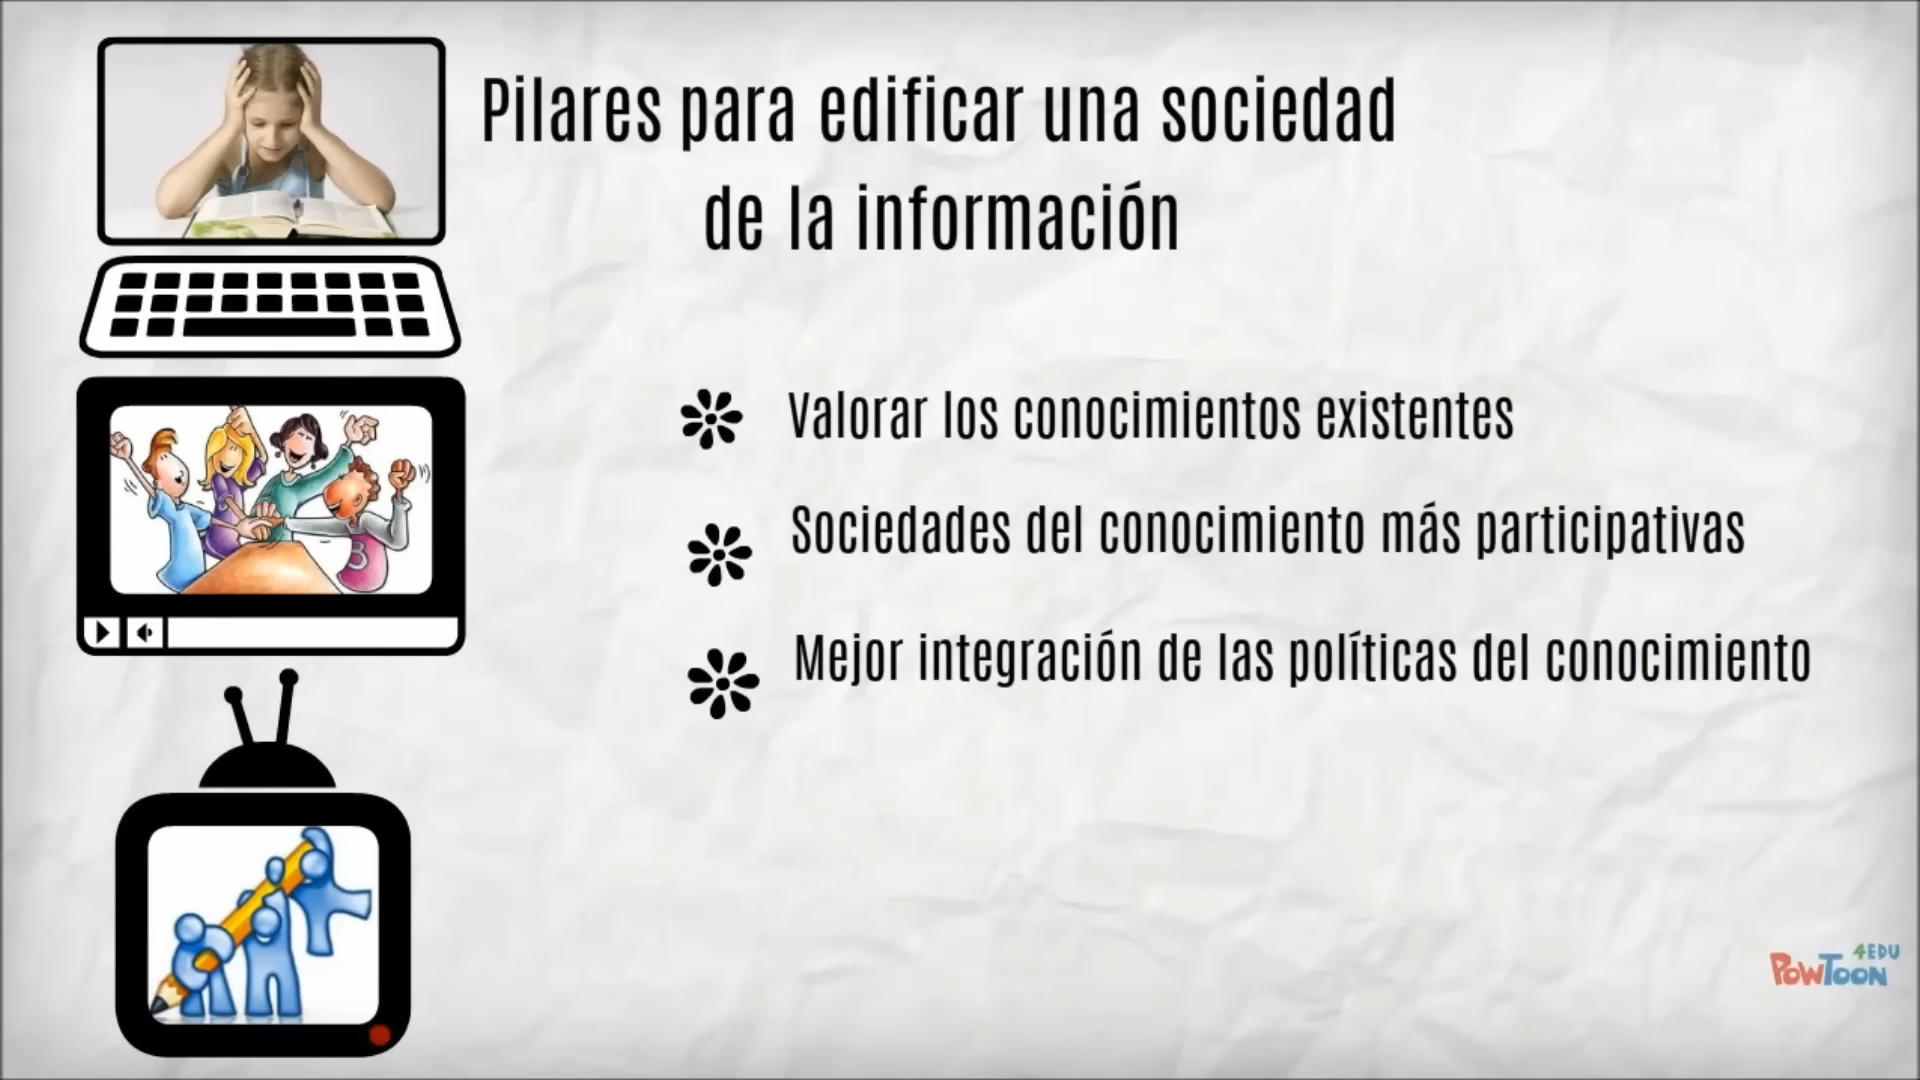 Pilares para edificar una sociedad
de la información
Valorar los conocimientos existentes
Sociedades del conocimiento más participativas
Mejor integración de las políticas del conocimiento
3
4EDU
POWTOON